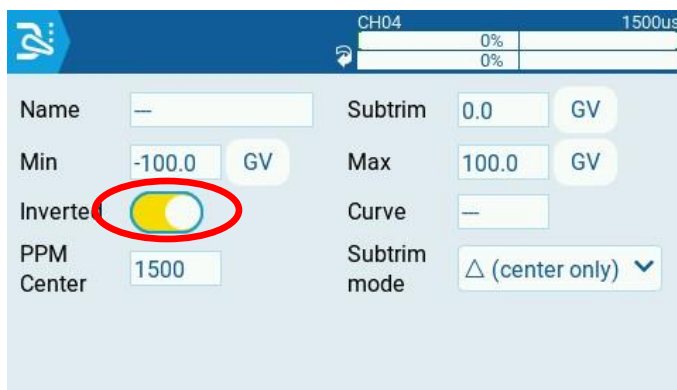 CH04 1500us
0%
0%
Name --- Subtrim 0.0 GV
Min -100.0 GV Max 100.0 GV
Inverted Curve ---
PPM Center 1500 Subtrim mode △ (center only)